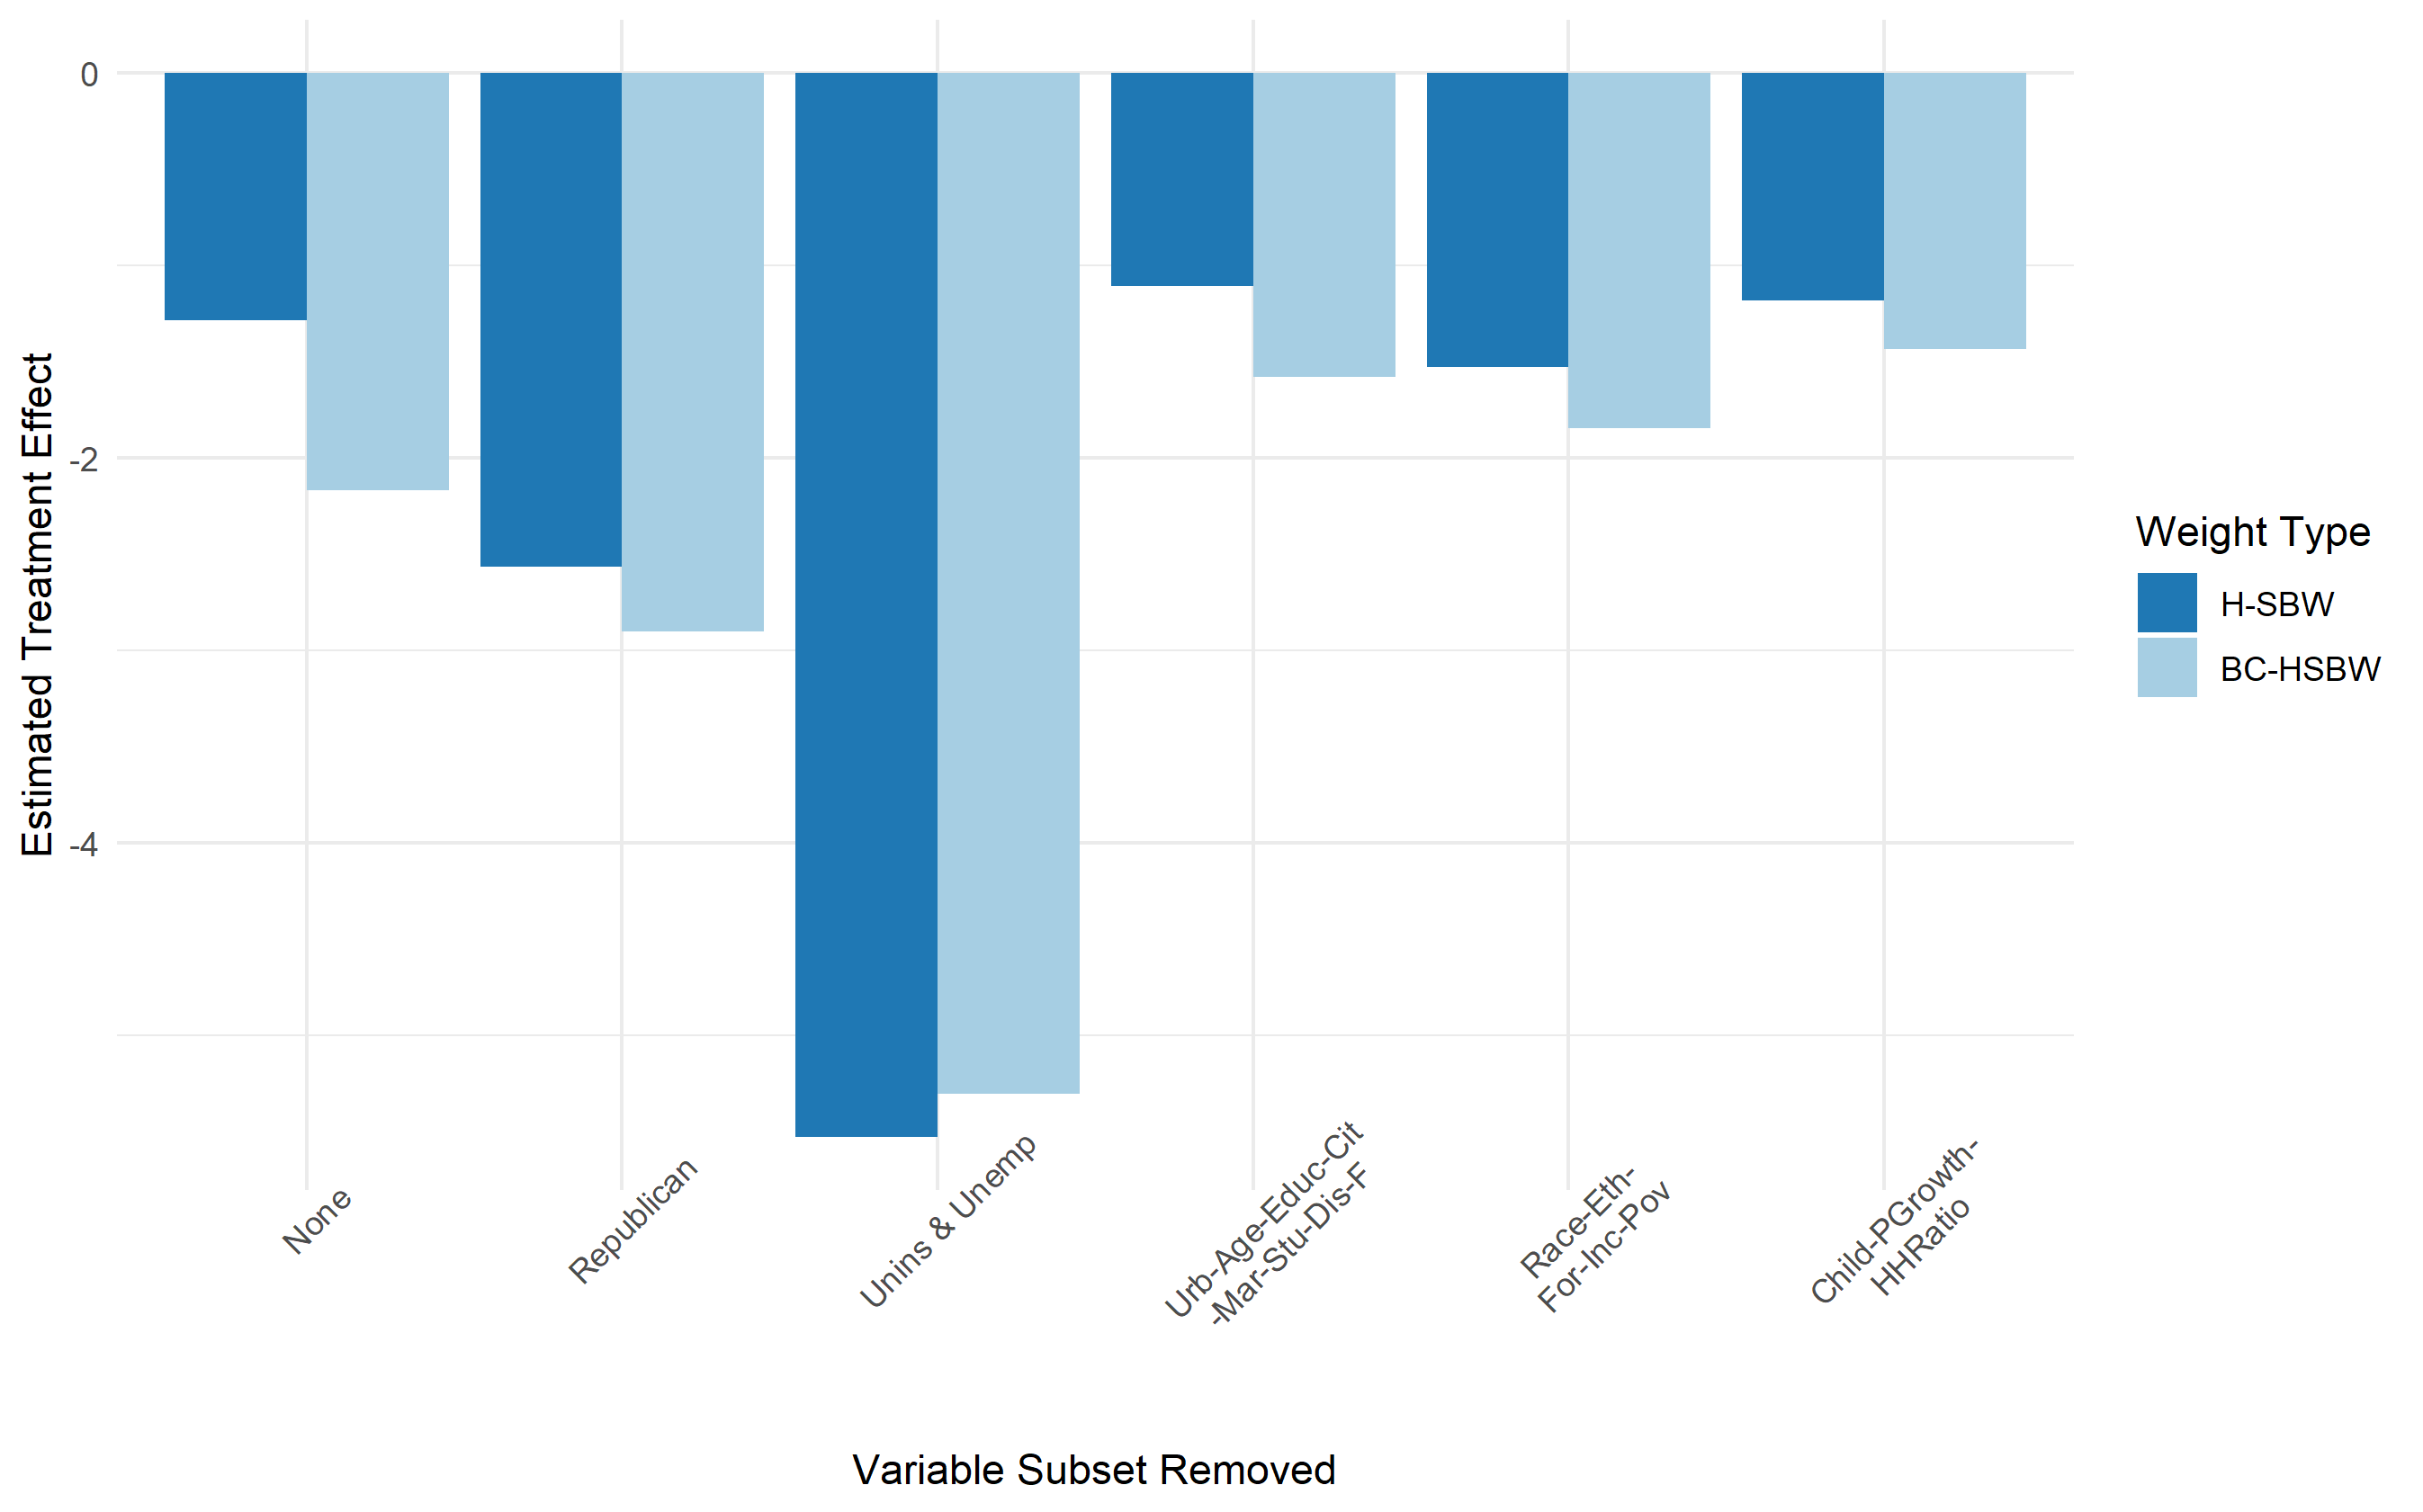 0
-2
-4
Estimated Treatment Effect
None
Republican
Unins & Unemp
Urb-Age-Educ-Cit
-Mar-Stu-Dis-F
Race-Eth-
For-Inc-Pov
Child-PGrowth-
HHRatio
Variable Subset Removed
Weight Type
H-SBW
BC-HSBW